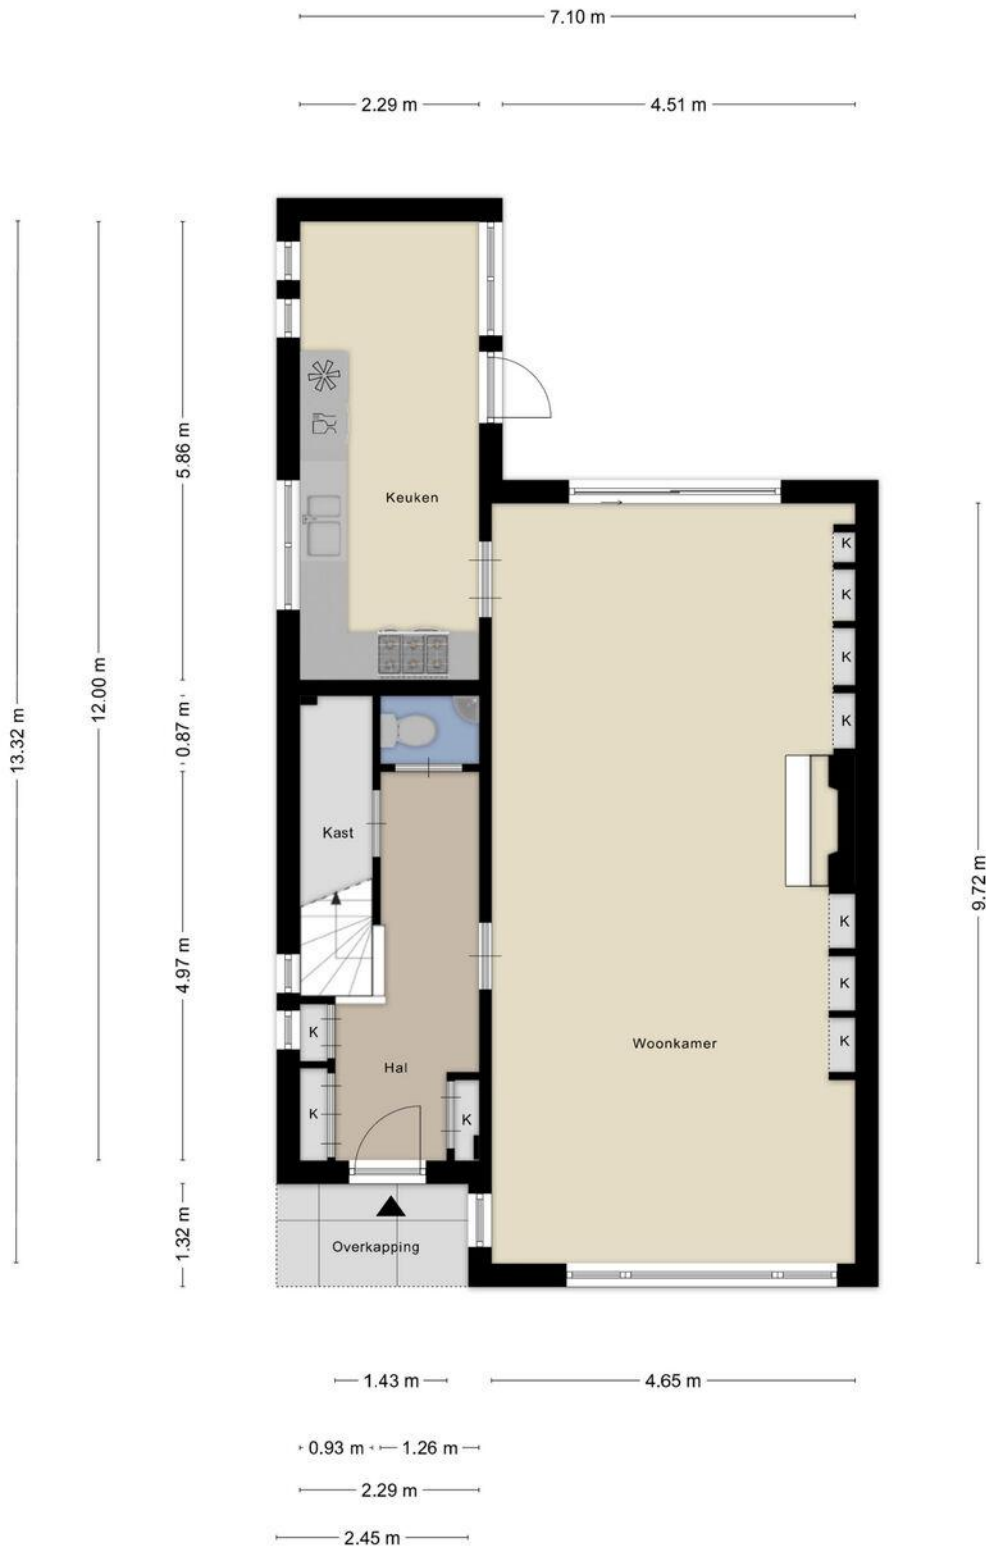 7.10 m
2.29 m
4.51 m
5.86 m
12.00 m
13.32 m
0.87 m
4.97 m
1.32 m
9.72 m
Keuken
K
K
K
K
Kast
K
K
K
K
Woonkamer
Hal
K
K
Overkapping
1.43 m
4.65 m
0.93 m
1.26 m
2.29 m
2.45 m